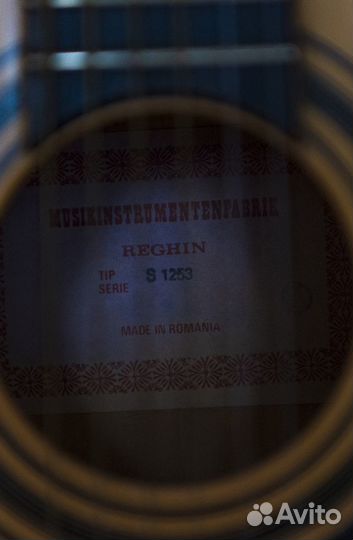 MUSIKINSTRUMENTENFABRIK
REGHIN
TIP S 1253
SERIE
MADE IN ROMANIA
Avito